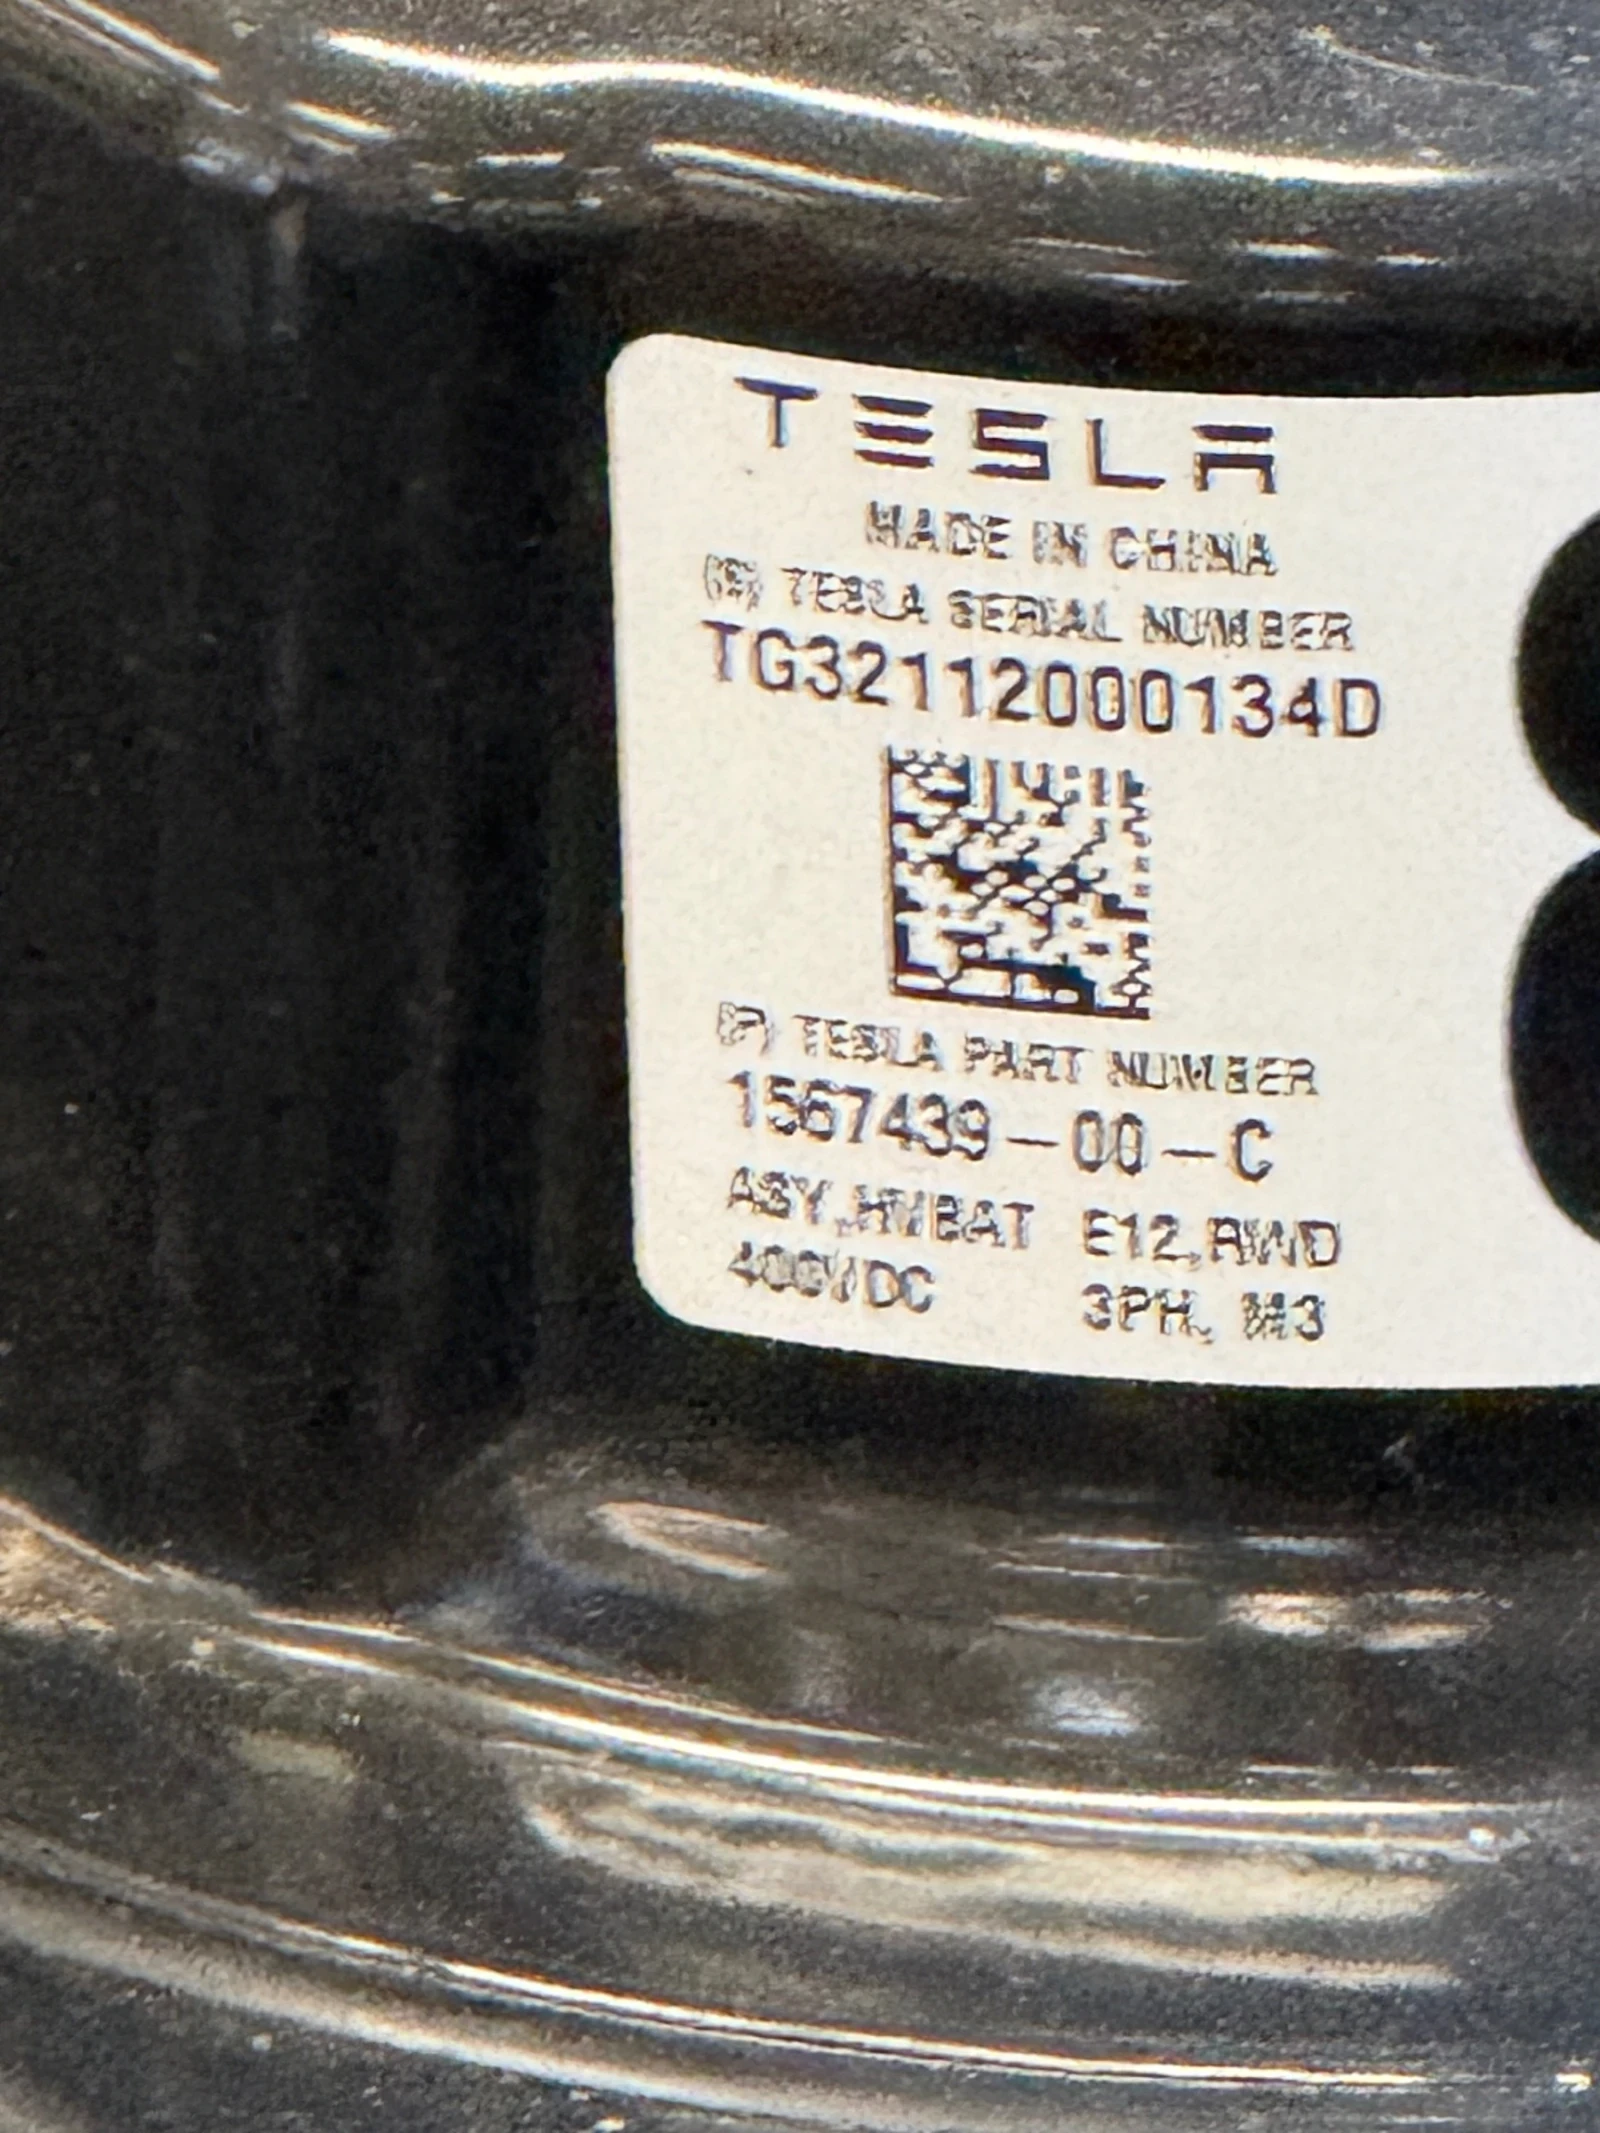 TESLA
MADE IN CHINA
(S) TESLA SERIAL NUMBER
TG32112000134D
(P) TESLA PART NUMBER
1567439-00-C
ASY,HVBAT E12,RWD
400VDC 3PH, M3